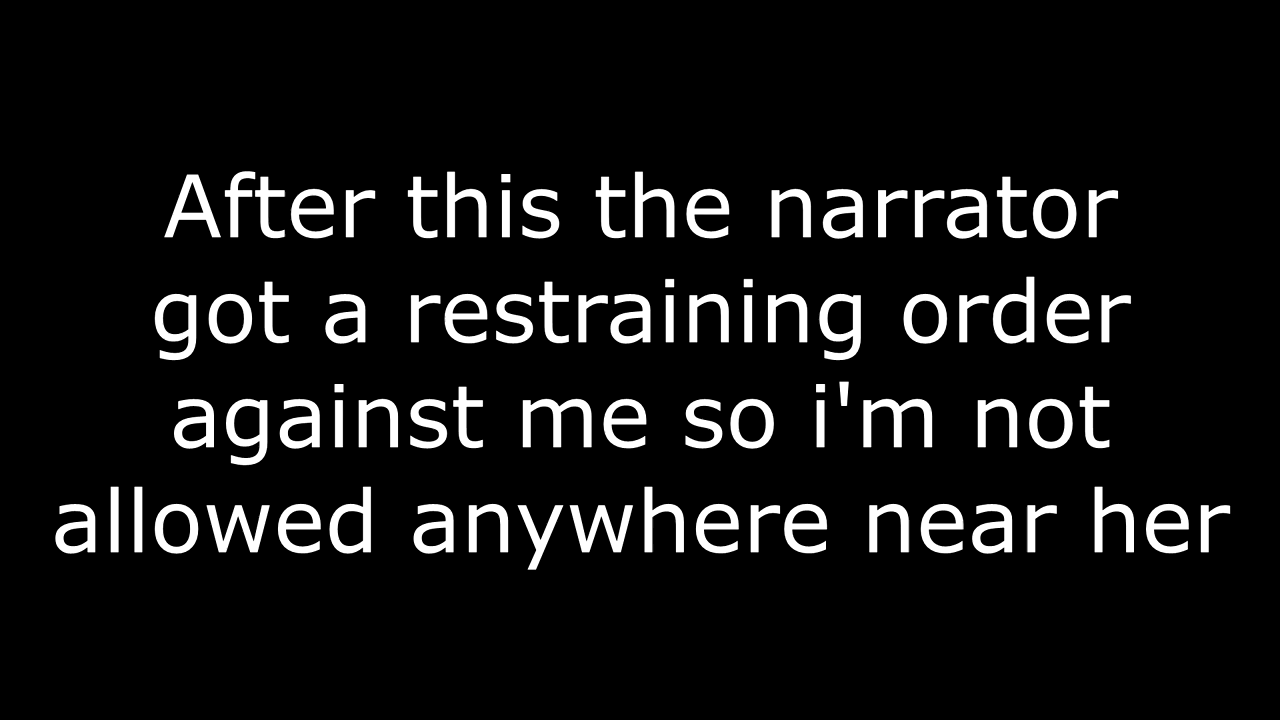 After this the narrator
got a restraining order
against me so i'm not
allowed anywhere near her